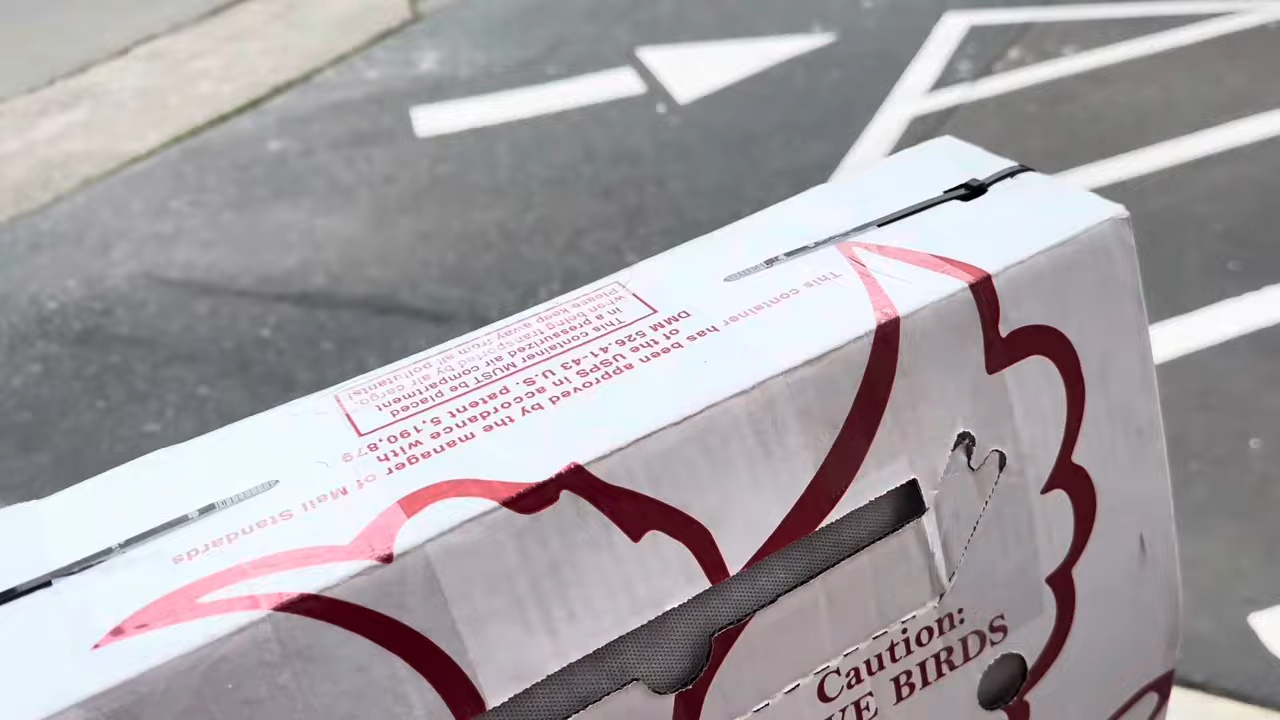 This container has been approved by the manager of Mail Standards
of the USPS in accordance with
DMM 526.41-43 U.S. patent 5,190,879
This container MUST be placed
in a pressurized air compartment
when being transported by air cargo
Please keep away from all pollutants!
Caution:
VE BIRDS